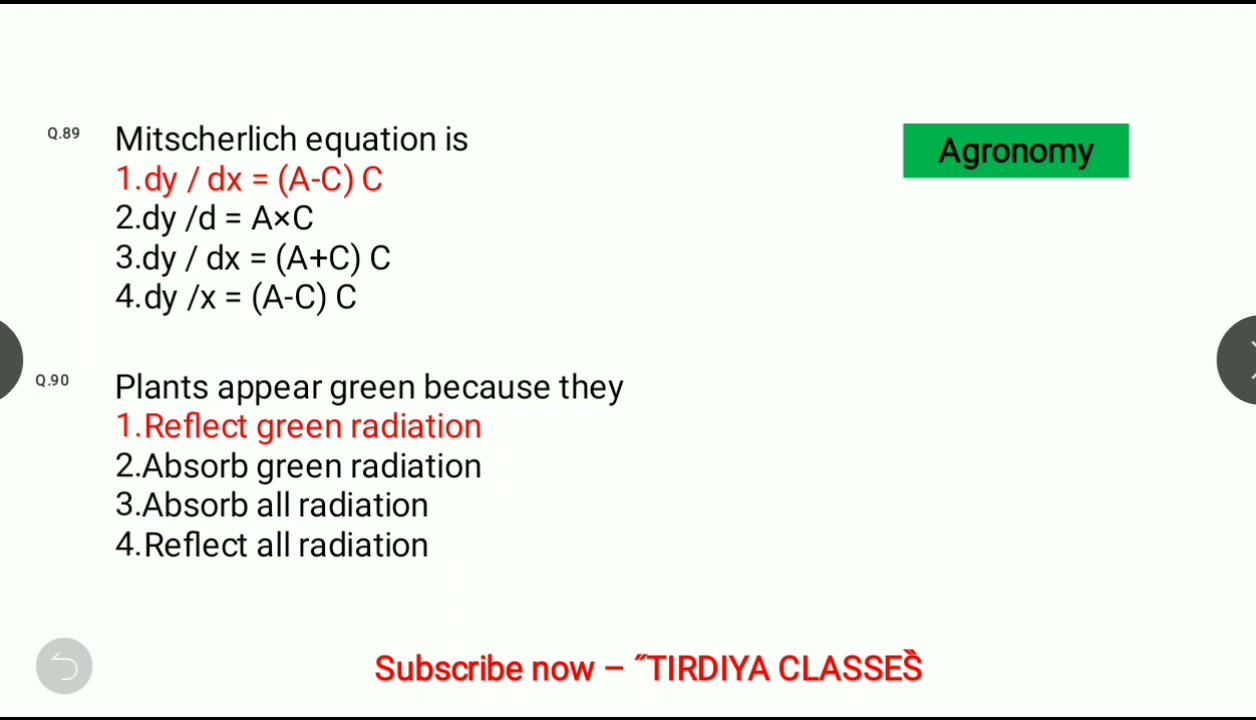 Q.89 Mitscherlich equation is
Agronomy
1.dy / dx = (A-C) C
2.dy /d = A×C
3.dy / dx = (A+C) C
4.dy /x = (A-C) C
Q.90 Plants appear green because they
1.Reflect green radiation
2.Absorb green radiation
3.Absorb all radiation
4.Reflect all radiation
Subscribe now – ˝TIRDIYA CLASSES̏